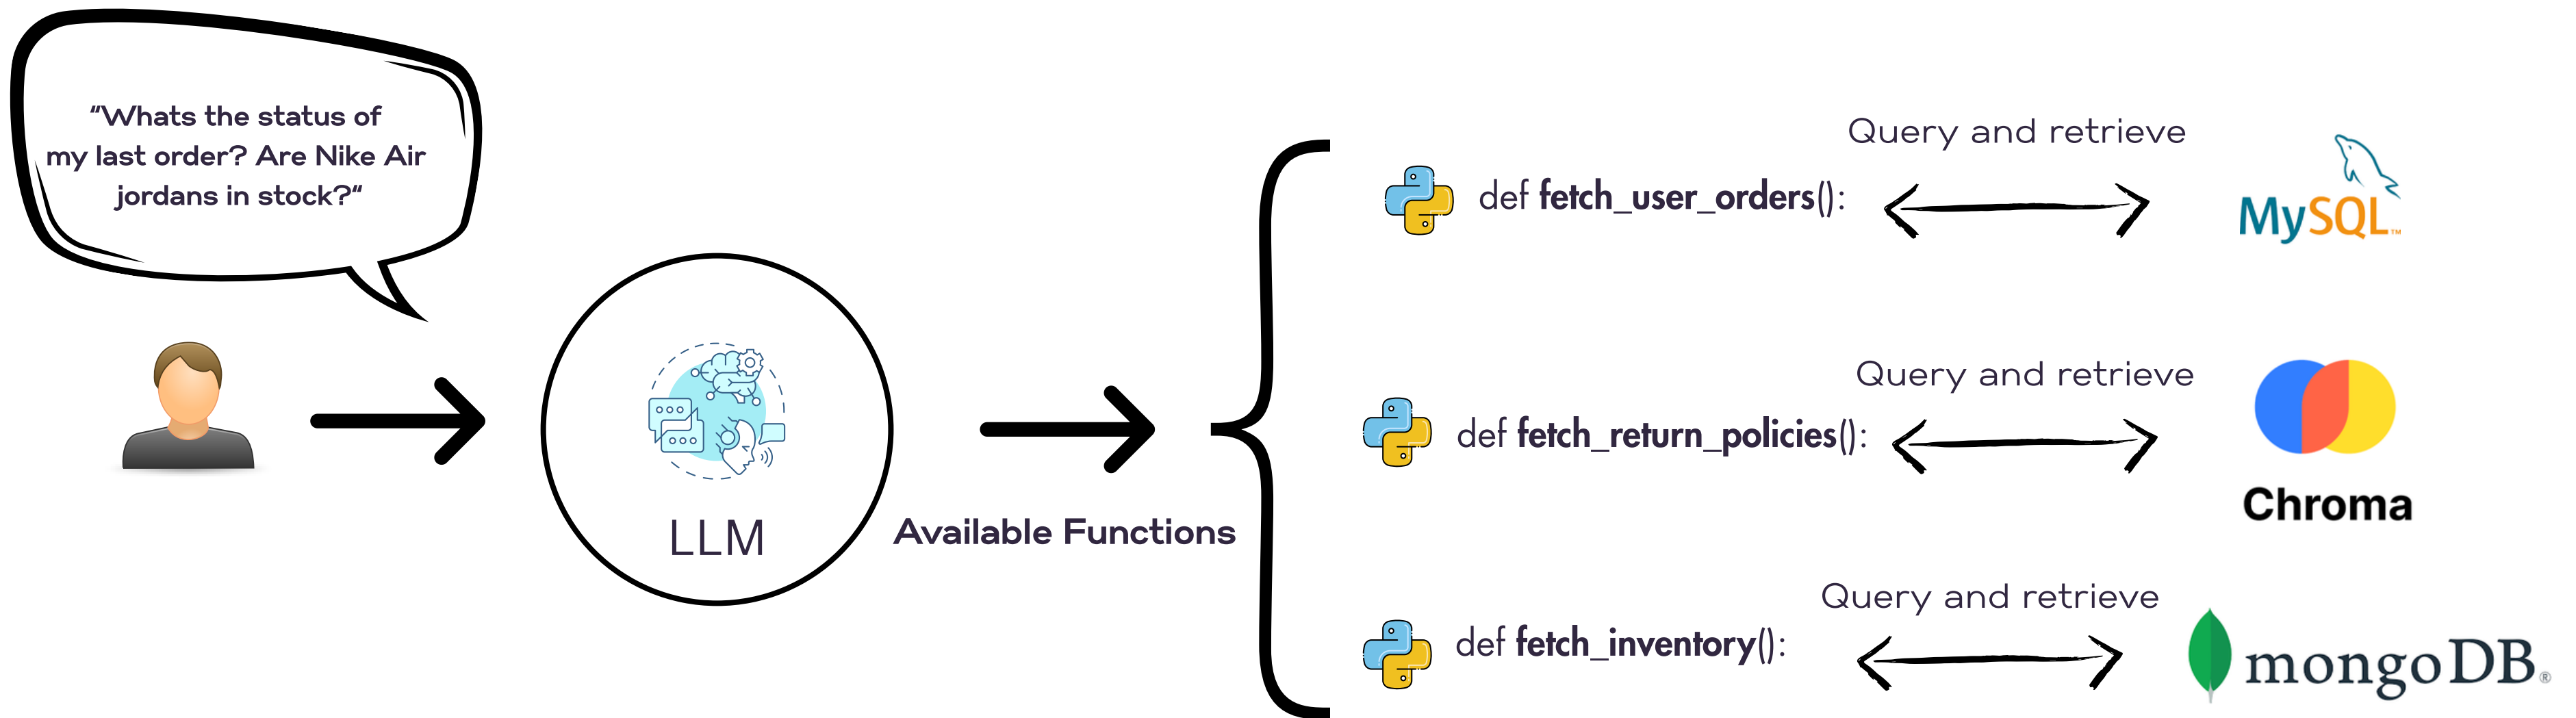 “Whats the status of
my last order? Are Nike Air
jordans in stock?“
LLM
Available Functions
Query and retrieve
def fetch_user_orders():
MySQL™
Query and retrieve
def fetch_return_policies():
Chroma
Query and retrieve
def fetch_inventory():
mongoDB®